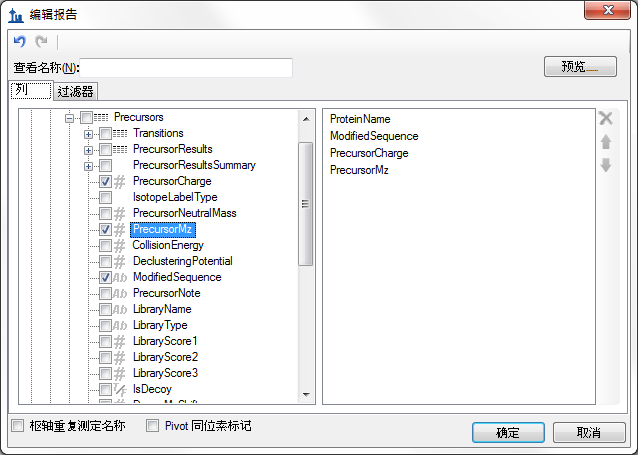 编辑报告
查看名称(N):
预览......
列 过滤器
Precursors
Transitions
PrecursorResults
PrecursorResultsSummary
PrecursorCharge
IsotopeLabelType
PrecursorNeutralMass
PrecursorMz
CollisionEnergy
DeclusteringPotential
ModifiedSequence
PrecursorNote
LibraryName
LibraryType
LibraryScore1
LibraryScore2
LibraryScore3
IsDecoy
ProteinName
ModifiedSequence
PrecursorCharge
PrecursorMz
枢轴重复测定名称 Pivot 同位素标记
确定 取消